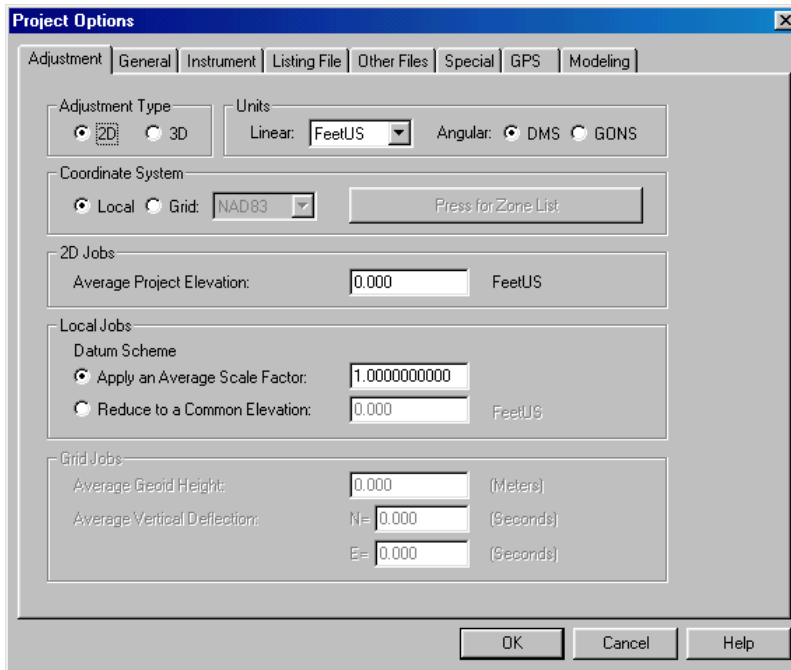 Project Options
Adjustment General Instrument Listing File Other Files Special GPS Modeling
Adjustment Type
2D 3D
Units
Linear: FeetUS Angular: DMS GONS
Coordinate System
Local Grid: NAD83 Press for Zone List
2D Jobs
Average Project Elevation: 0.000 FeetUS
Local Jobs
Datum Scheme
Apply an Average Scale Factor: 1.0000000000
Reduce to a Common Elevation: 0.000 FeetUS
Grid Jobs
Average Geoid Height: 0.000 (Meters)
Average Vertical Deflection: N= 0.000 (Seconds)
E= 0.000 (Seconds)
OK Cancel Help